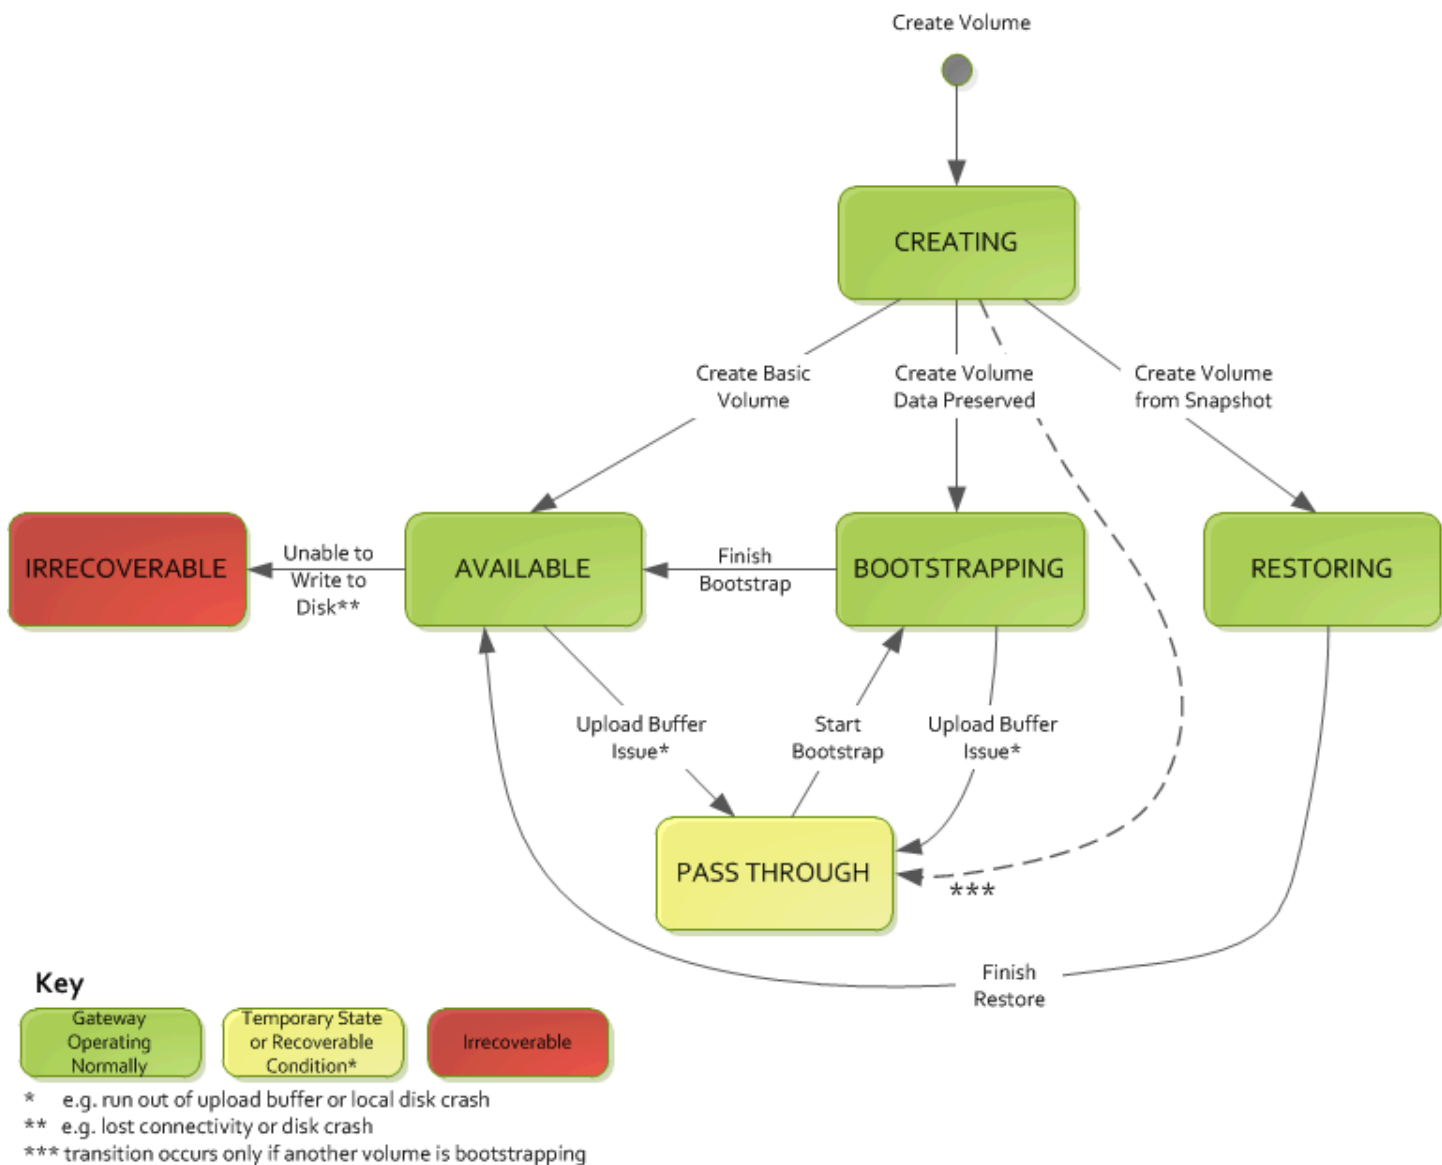 Create Volume
CREATING
Create Basic
Volume
Create Volume
Data Preserved
Create Volume
from Snapshot
IRRECOVERABLE
Unable to
Write to
Disk**
AVAILABLE
Finish
Bootstrap
BOOTSTRAPPING
RESTORING
Upload Buffer
Issue*
Start
Bootstrap
Upload Buffer
Issue*
PASS THROUGH
***
Finish
Restore
Key
Gateway
Operating
Normally
Temporary State
or Recoverable
Condition*
Irrecoverable
* e.g. run out of upload buffer or local disk crash
** e.g. lost connectivity or disk crash
*** transition occurs only if another volume is bootstrapping